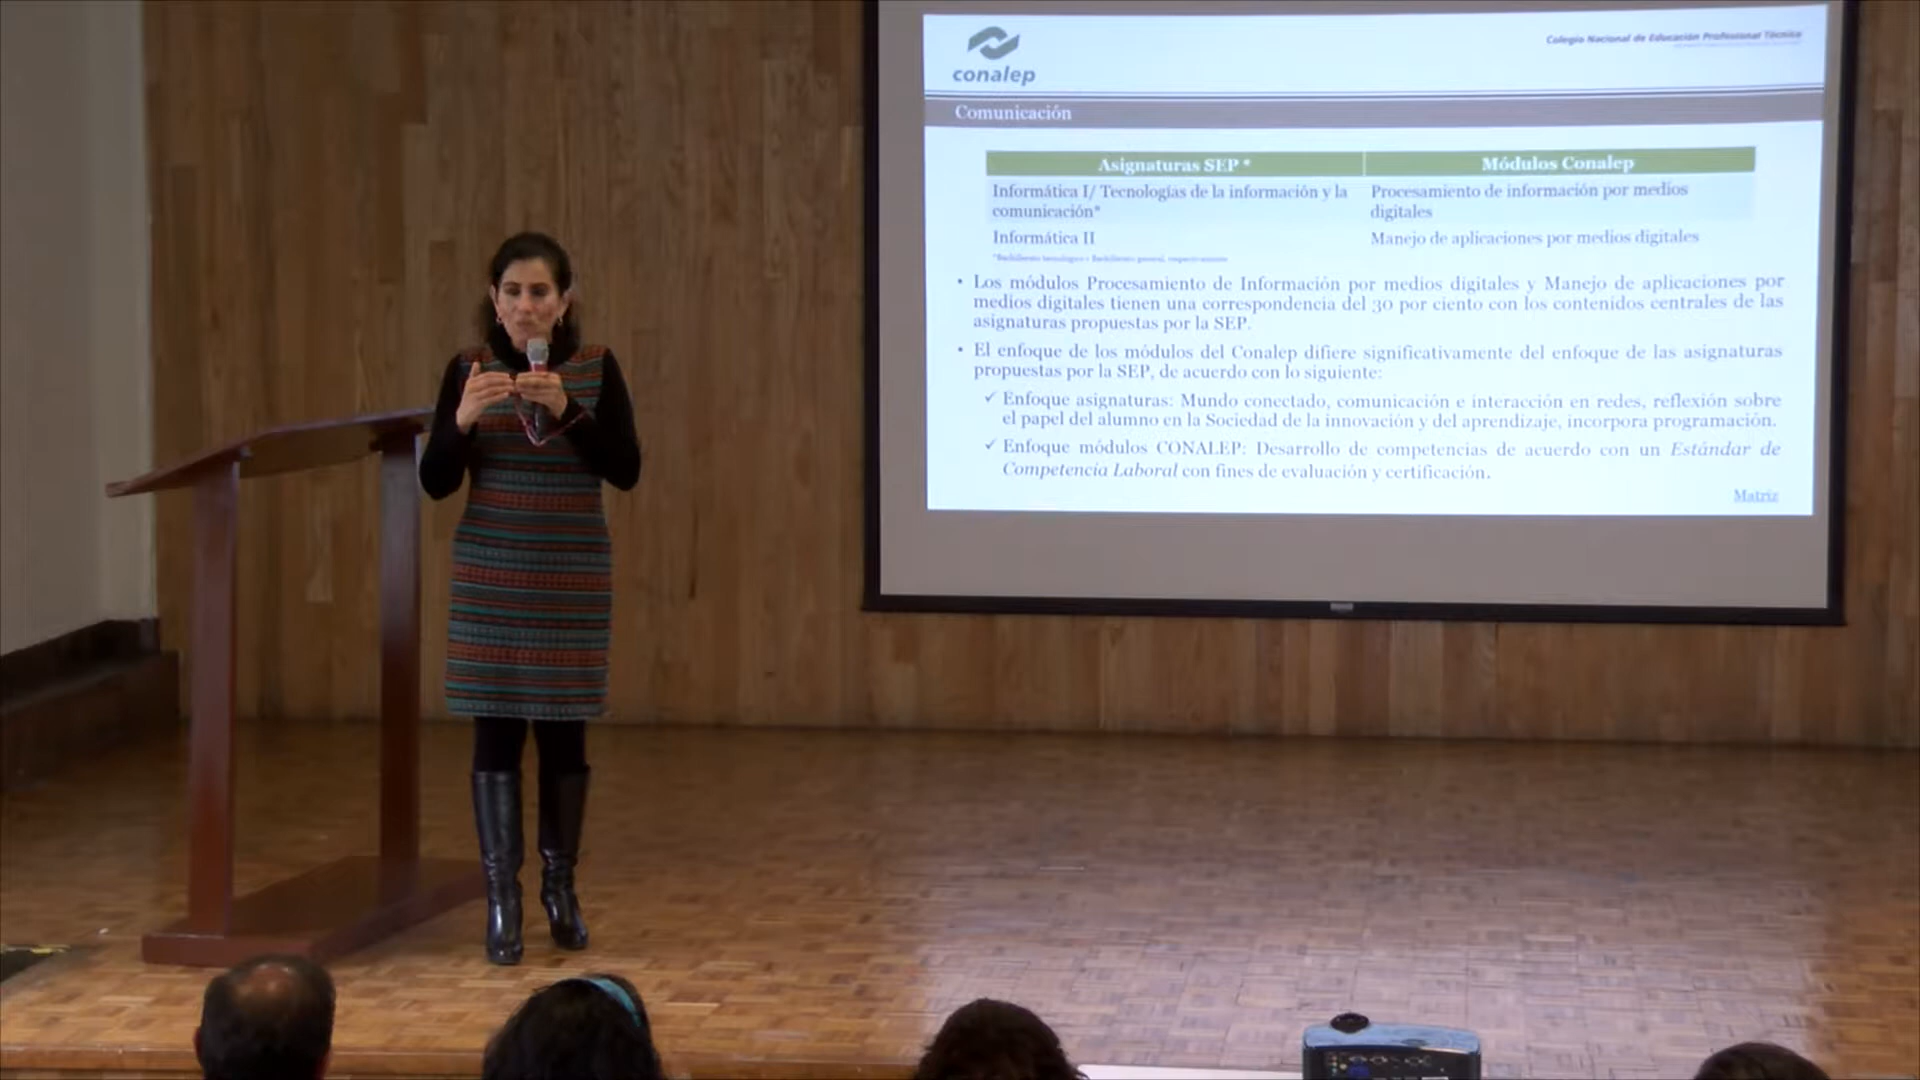 conalep
Colegio Nacional de Educación Profesional Técnica
Comunicación
Asignaturas SEP *
Módulos Conalep
Informática I/ Tecnologías de la información y la
comunicación*
Procesamiento de información por medios
digitales
Informática II
Manejo de aplicaciones por medios digitales
*Bachillerato tecnológico y Bachillerato general, respectivamente
• Los módulos Procesamiento de Información por medios digitales y Manejo de aplicaciones por
medios digitales tienen una correspondencia del 30 por ciento con los contenidos centrales de las
asignaturas propuestas por la SEP.
• El enfoque de los módulos del Conalep difiere significativamente del enfoque de las asignaturas
propuestas por la SEP, de acuerdo con lo siguiente:
✓ Enfoque asignaturas: Mundo conectado, comunicación e interacción en redes, reflexión sobre
el papel del alumno en la Sociedad de la innovación y del aprendizaje, incorpora programación.
✓ Enfoque módulos CONALEP: Desarrollo de competencias de acuerdo con un Estándar de
Competencia Laboral con fines de evaluación y certificación.
Matriz